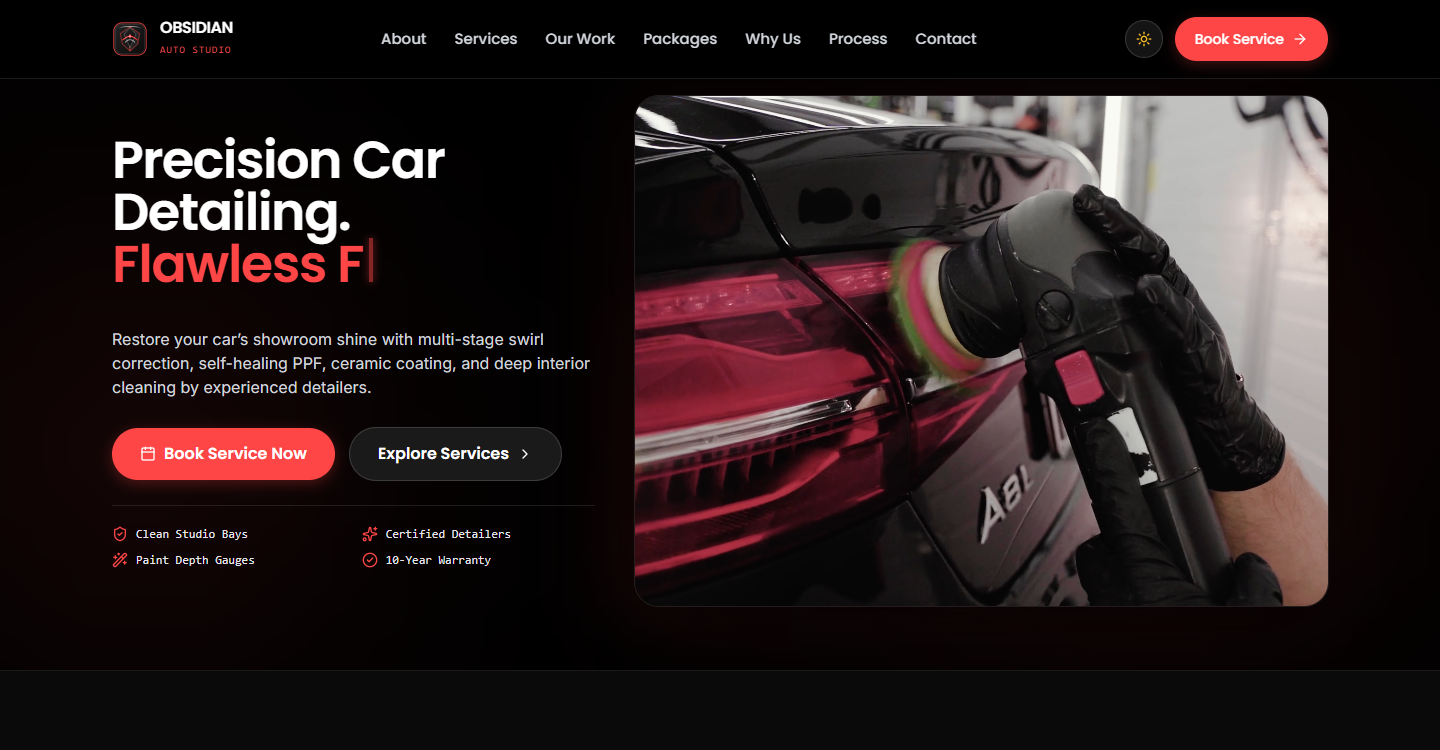 OBSIDIAN
AUTO STUDIO
About Services Our Work Packages Why Us Process Contact
Book Service
Precision Car
Detailing.
Flawless F
Restore your car’s showroom shine with multi-stage swirl
correction, self-healing PPF, ceramic coating, and deep interior
cleaning by experienced detailers.
Book Service Now
Explore Services
Clean Studio Bays
Certified Detailers
Paint Depth Gauges
10-Year Warranty